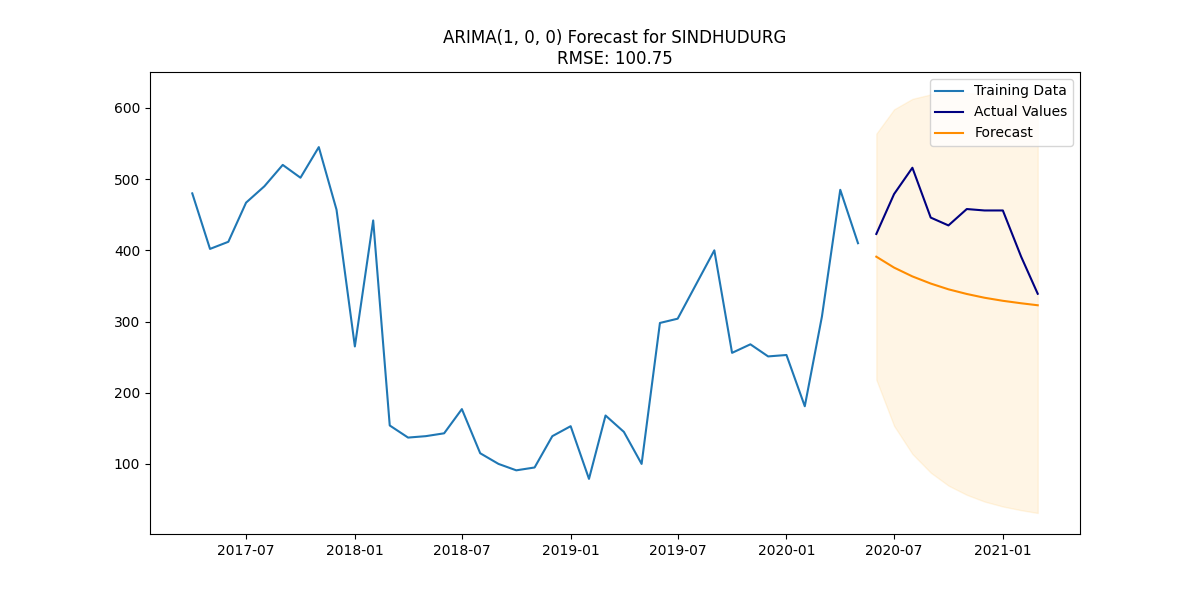 ARIMA(1, 0, 0) Forecast for SINDHUDURG
RMSE: 100.75
Training Data
Actual Values
Forecast
600
500
400
300
200
100
2017-07
2018-01
2018-07
2019-01
2019-07
2020-01
2020-07
2021-01